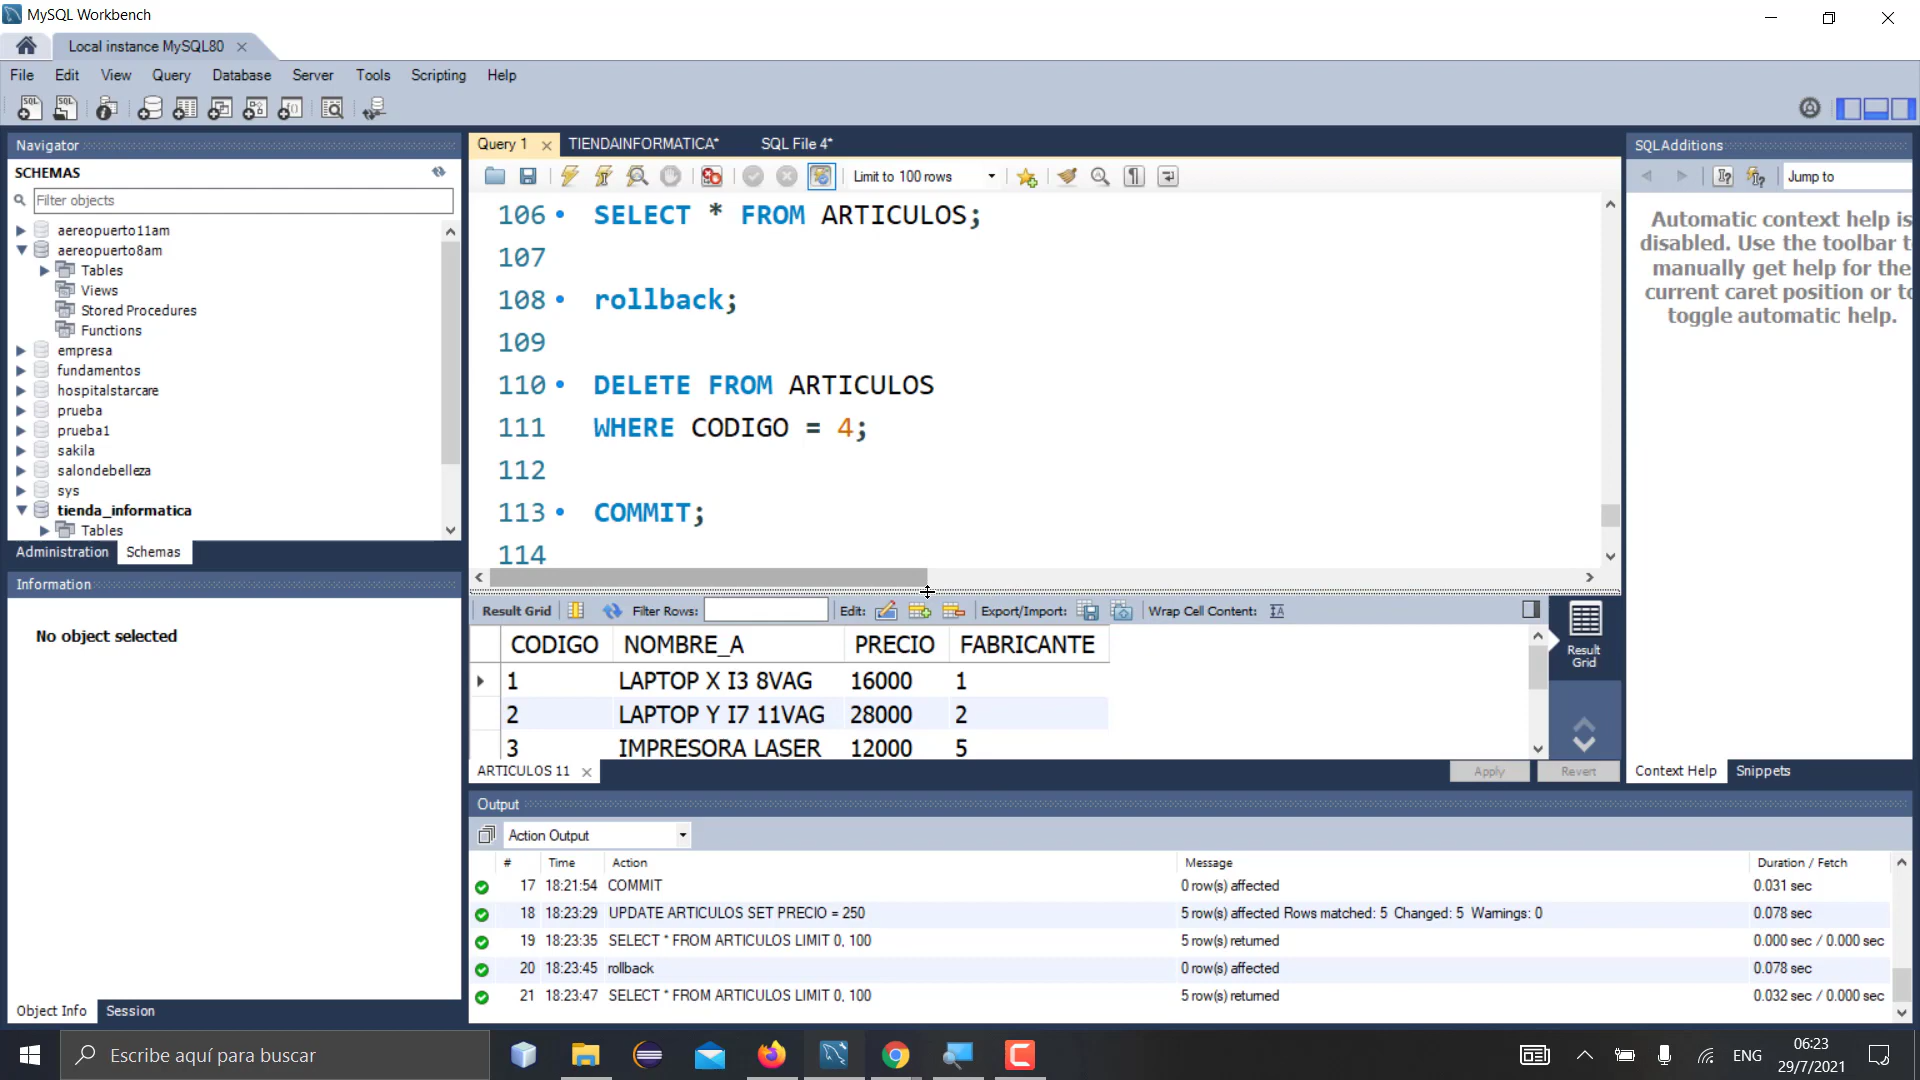 MySQL Workbench
Local instance MySQL80
File Edit View Query Database Server Tools Scripting Help
Navigator
SCHEMAS
Filter objects
aereopuerto11am
aereopuerto8am
Tables
Views
Stored Procedures
Functions
empresa
fundamentos
hospitalstarcare
prueba
prueba1
sakila
salondebelleza
sys
tienda_informatica
Tables
Administration Schemas
Information
No object selected
Object Info Session
Query 1 TIENDAINFORMATICA* SQL File 4*
Limit to 100 rows
106 SELECT * FROM ARTICULOS;
107
108 rollback;
109
110 DELETE FROM ARTICULOS
111 WHERE CODIGO = 4;
112
113 COMMIT;
114
Result Grid Filter Rows: Edit: Export/Import: Wrap Cell Content:
CODIGO NOMBRE_A PRECIO FABRICANTE
1 LAPTOP X I3 8VAG 16000 1
2 LAPTOP Y I7 11VAG 28000 2
3 IMPRESORA LASER 12000 5
Result
Grid
ARTICULOS 11
Apply Revert
SQLAdditions
Jump to
Automatic context help is
disabled. Use the toolbar t
manually get help for the
current caret position or to
toggle automatic help.
Context Help Snippets
Output
Action Output
# Time Action Message Duration / Fetch
17 18:21:54 COMMIT 0 row(s) affected 0.031 sec
18 18:23:29 UPDATE ARTICULOS SET PRECIO = 250 5 row(s) affected Rows matched: 5 Changed: 5 Warnings: 0 0.078 sec
19 18:23:35 SELECT * FROM ARTICULOS LIMIT 0, 100 5 row(s) returned 0.000 sec / 0.000 sec
20 18:23:45 rollback 0 row(s) affected 0.078 sec
21 18:23:47 SELECT * FROM ARTICULOS LIMIT 0, 100 5 row(s) returned 0.032 sec / 0.000 sec
Escribe aquí para buscar
ENG
06:23
29/7/2021